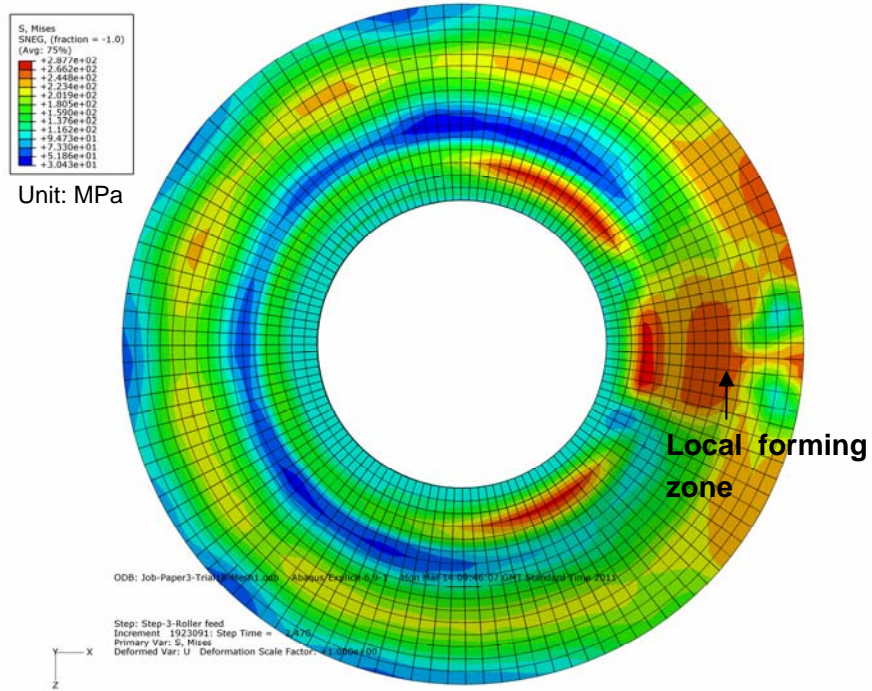 S, Mises
SNEG, (fraction = -1.0)
(Avg: 75%)
+2.877e+02
+2.662e+02
+2.448e+02
+2.234e+02
+2.019e+02
+1.805e+02
+1.590e+02
+1.376e+02
+1.162e+02
+9.473e+01
+7.330e+01
+5.186e+01
+3.043e+01
Unit: MPa
Local forming
zone
ODB: Abaqus/Explicit 6.9-1 Mon Mar 14 09:46:07 GMT Standard Time 2011
Step: Step-3-Roller feed
Increment 1923091: Step Time = 2.470
Primary Var: S, Mises
Deformed Var: U Deformation Scale Factor: +1.000e+00
Y X
Z